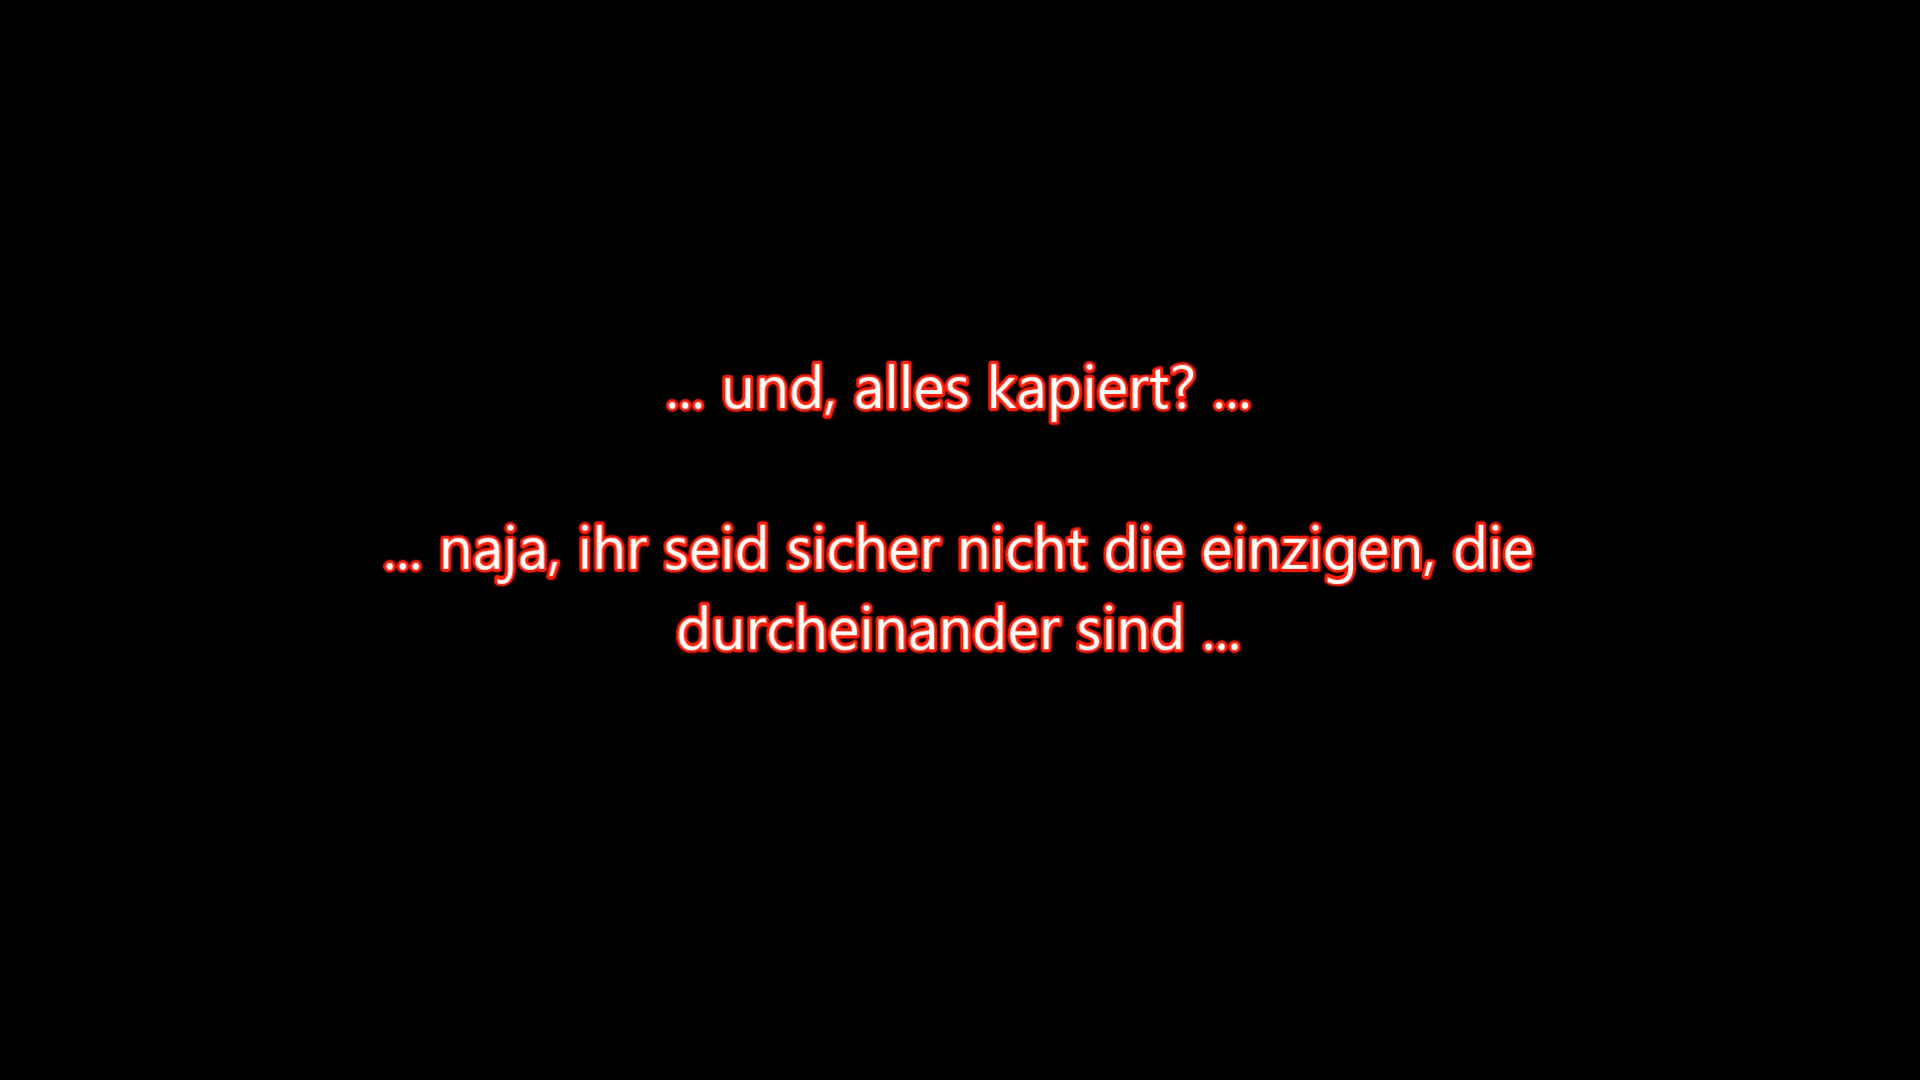 ... und, alles kapiert? ...
... naja, ihr seid sicher nicht die einzigen, die
durcheinander sind ...